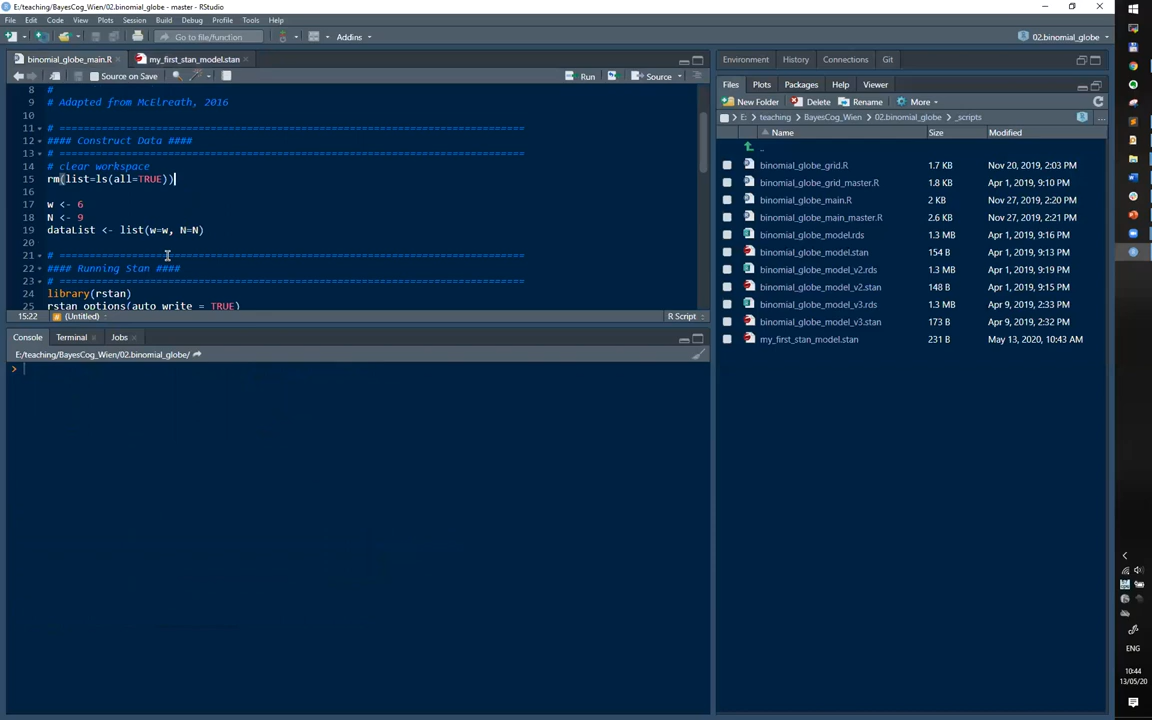 E:/teaching/BayesCog_Wien/02.binomial_globe - master - RStudio
File Edit Code View Plots Session Build Debug Profile Tools Help
Go to file/function Addins 02.binomial_globe
binomial_globe_main.R my_first_stan_model.stan
Source on Save Run Source
8 #
9 # Adapted from McElreath, 2016
10
11 # =============================================================================
12 #### Construct Data ####
13 # =============================================================================
14 # clear workspace
15 rm(list=ls(all=TRUE))
16
17 w <- 6
18 N <- 9
19 dataList <- list(w=w, N=N)
20
21 # =============================================================================
22 #### Running Stan ####
23 # =============================================================================
24 library(rstan)
25 rstan_options(auto_write = TRUE)
15:22 (Untitled) R Script
Console Terminal Jobs
E:/teaching/BayesCog_Wien/02.binomial_globe/
>
Environment History Connections Git
Files Plots Packages Help Viewer
New Folder Delete Rename More
E: teaching BayesCog_Wien 02.binomial_globe _scripts ...
Name Size Modified
..
binomial_globe_grid.R 1.7 KB Nov 20, 2019, 2:03 PM
binomial_globe_grid_master.R 1.8 KB Apr 1, 2019, 9:10 PM
binomial_globe_main.R 2 KB Nov 27, 2019, 2:20 PM
binomial_globe_main_master.R 2.6 KB Nov 27, 2019, 2:21 PM
binomial_globe_model.rds 1.3 MB Apr 1, 2019, 9:16 PM
binomial_globe_model.stan 154 B Apr 1, 2019, 9:13 PM
binomial_globe_model_v2.rds 1.3 MB Apr 1, 2019, 9:19 PM
binomial_globe_model_v2.stan 148 B Apr 1, 2019, 9:15 PM
binomial_globe_model_v3.rds 1.3 MB Apr 9, 2019, 2:33 PM
binomial_globe_model_v3.stan 173 B Apr 9, 2019, 2:32 PM
my_first_stan_model.stan 231 B May 13, 2020, 10:43 AM
ENG
10:44
13/05/20